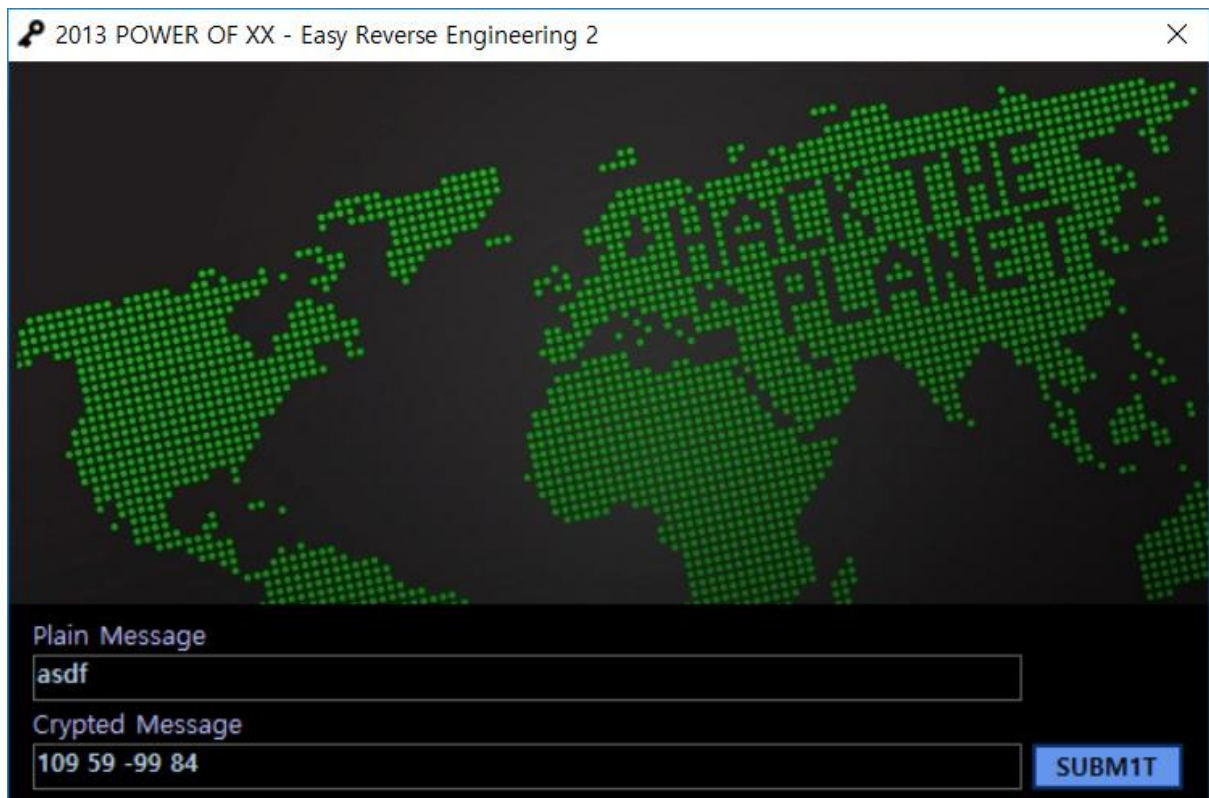 2013 POWER OF XX - Easy Reverse Engineering 2
HACK THE
PLANET
Plain Message
asdf
Crypted Message
109 59 -99 84
SUBM1T